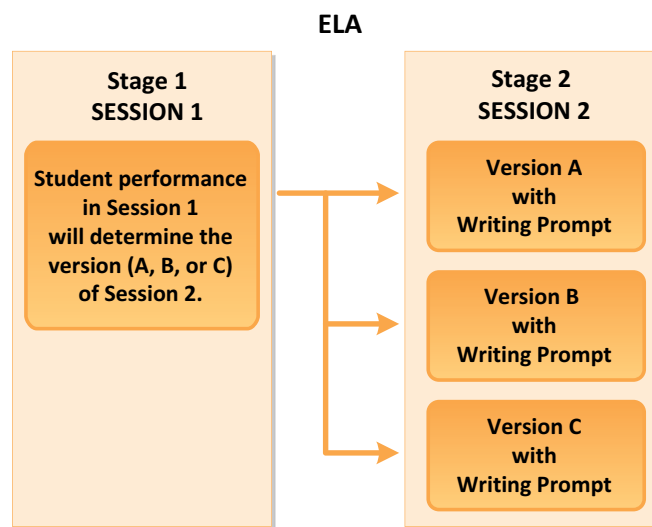 ELA
Stage 1
SESSION 1
Student performance
in Session 1
will determine the
version (A, B, or C)
of Session 2.
Stage 2
SESSION 2
Version A
with
Writing Prompt
Version B
with
Writing Prompt
Version C
with
Writing Prompt